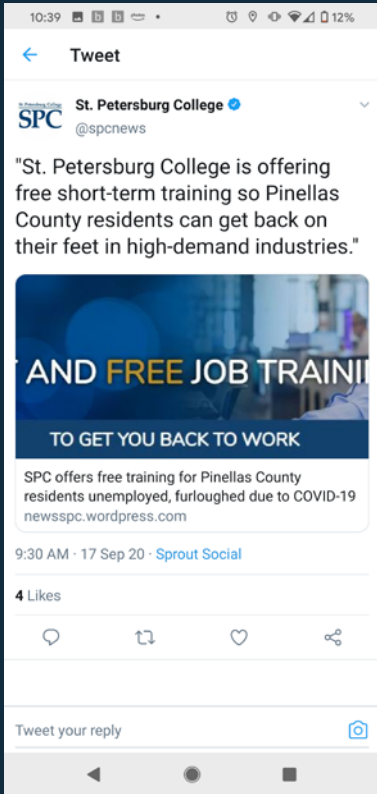 10:39
12%
Tweet
St. Petersburg College
SPC
St. Petersburg College
@spcnews
"St. Petersburg College is offering
free short-term training so Pinellas
County residents can get back on
their feet in high-demand industries."
AND FREE JOB TRAINI
TO GET YOU BACK TO WORK
SPC offers free training for Pinellas County
residents unemployed, furloughed due to COVID-19
newsspc.wordpress.com
9:30 AM · 17 Sep 20 · Sprout Social
4 Likes
Tweet your reply